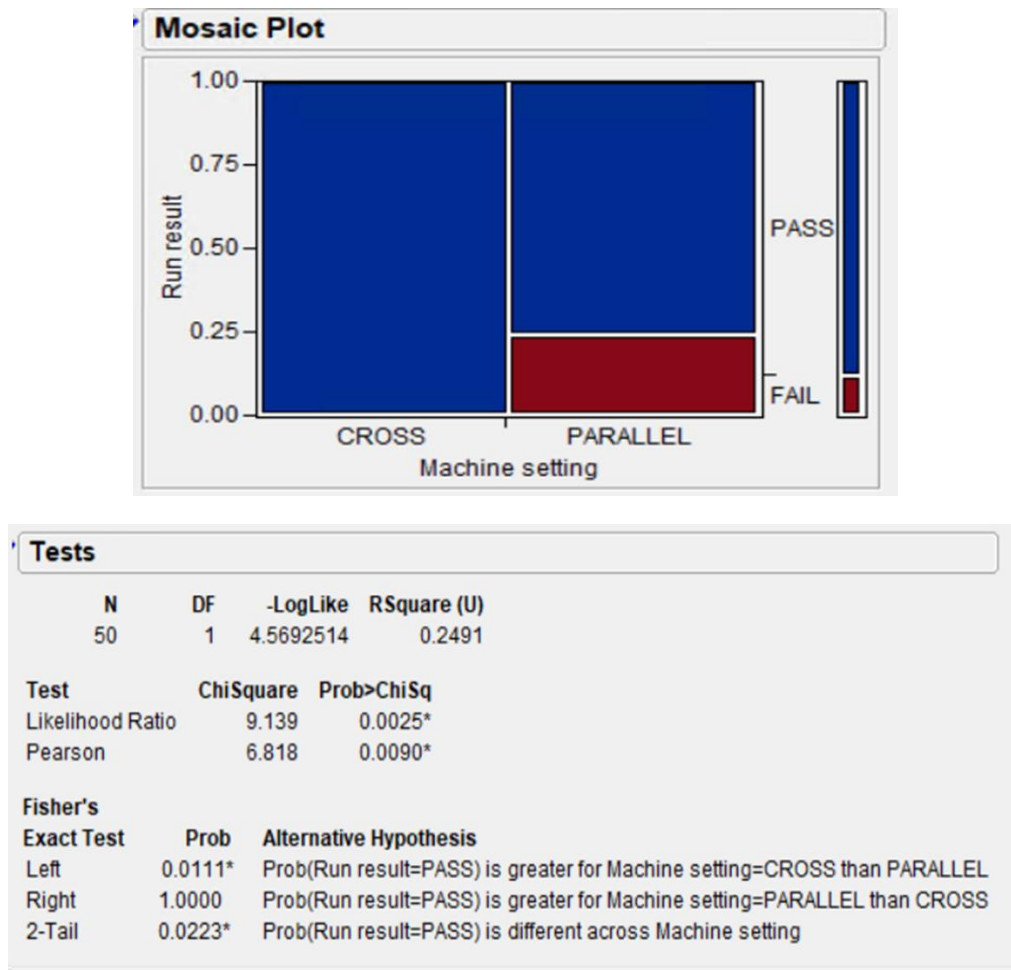 Mosaic Plot
1.00
0.75
0.50
0.25
0.00
Run result
PASS
FAIL
CROSS PARALLEL
Machine setting
Tests
N DF -LogLike RSquare (U)
50 1 4.5692514 0.2491
Test ChiSquare Prob>ChiSq
Likelihood Ratio 9.139 0.0025*
Pearson 6.818 0.0090*
Fisher's
Exact Test Prob Alternative Hypothesis
Left 0.0111* Prob(Run result=PASS) is greater for Machine setting=CROSS than PARALLEL
Right 1.0000 Prob(Run result=PASS) is greater for Machine setting=PARALLEL than CROSS
2-Tail 0.0223* Prob(Run result=PASS) is different across Machine setting